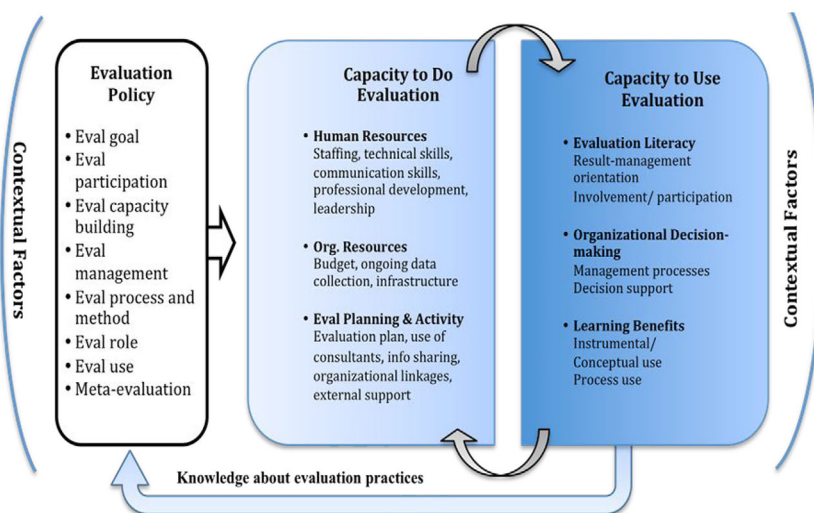 Contextual Factors
Evaluation
Policy
• Eval goal
• Eval
participation
• Eval capacity
building
• Eval
management
• Eval process and
method
• Eval role
• Eval use
• Meta-evaluation
Capacity to Do
Evaluation
• Human Resources
Staffing, technical skills,
communication skills,
professional development,
leadership
• Org. Resources
Budget, ongoing data
collection, infrastructure
• Eval Planning & Activity
Evaluation plan, use of
consultants, info sharing,
organizational linkages,
external support
Capacity to Use
Evaluation
• Evaluation Literacy
Result-management
orientation
Involvement/ participation
• Organizational Decision-
making
Management processes
Decision support
• Learning Benefits
Instrumental/
Conceptual use
Process use
Contextual Factors
Knowledge about evaluation practices